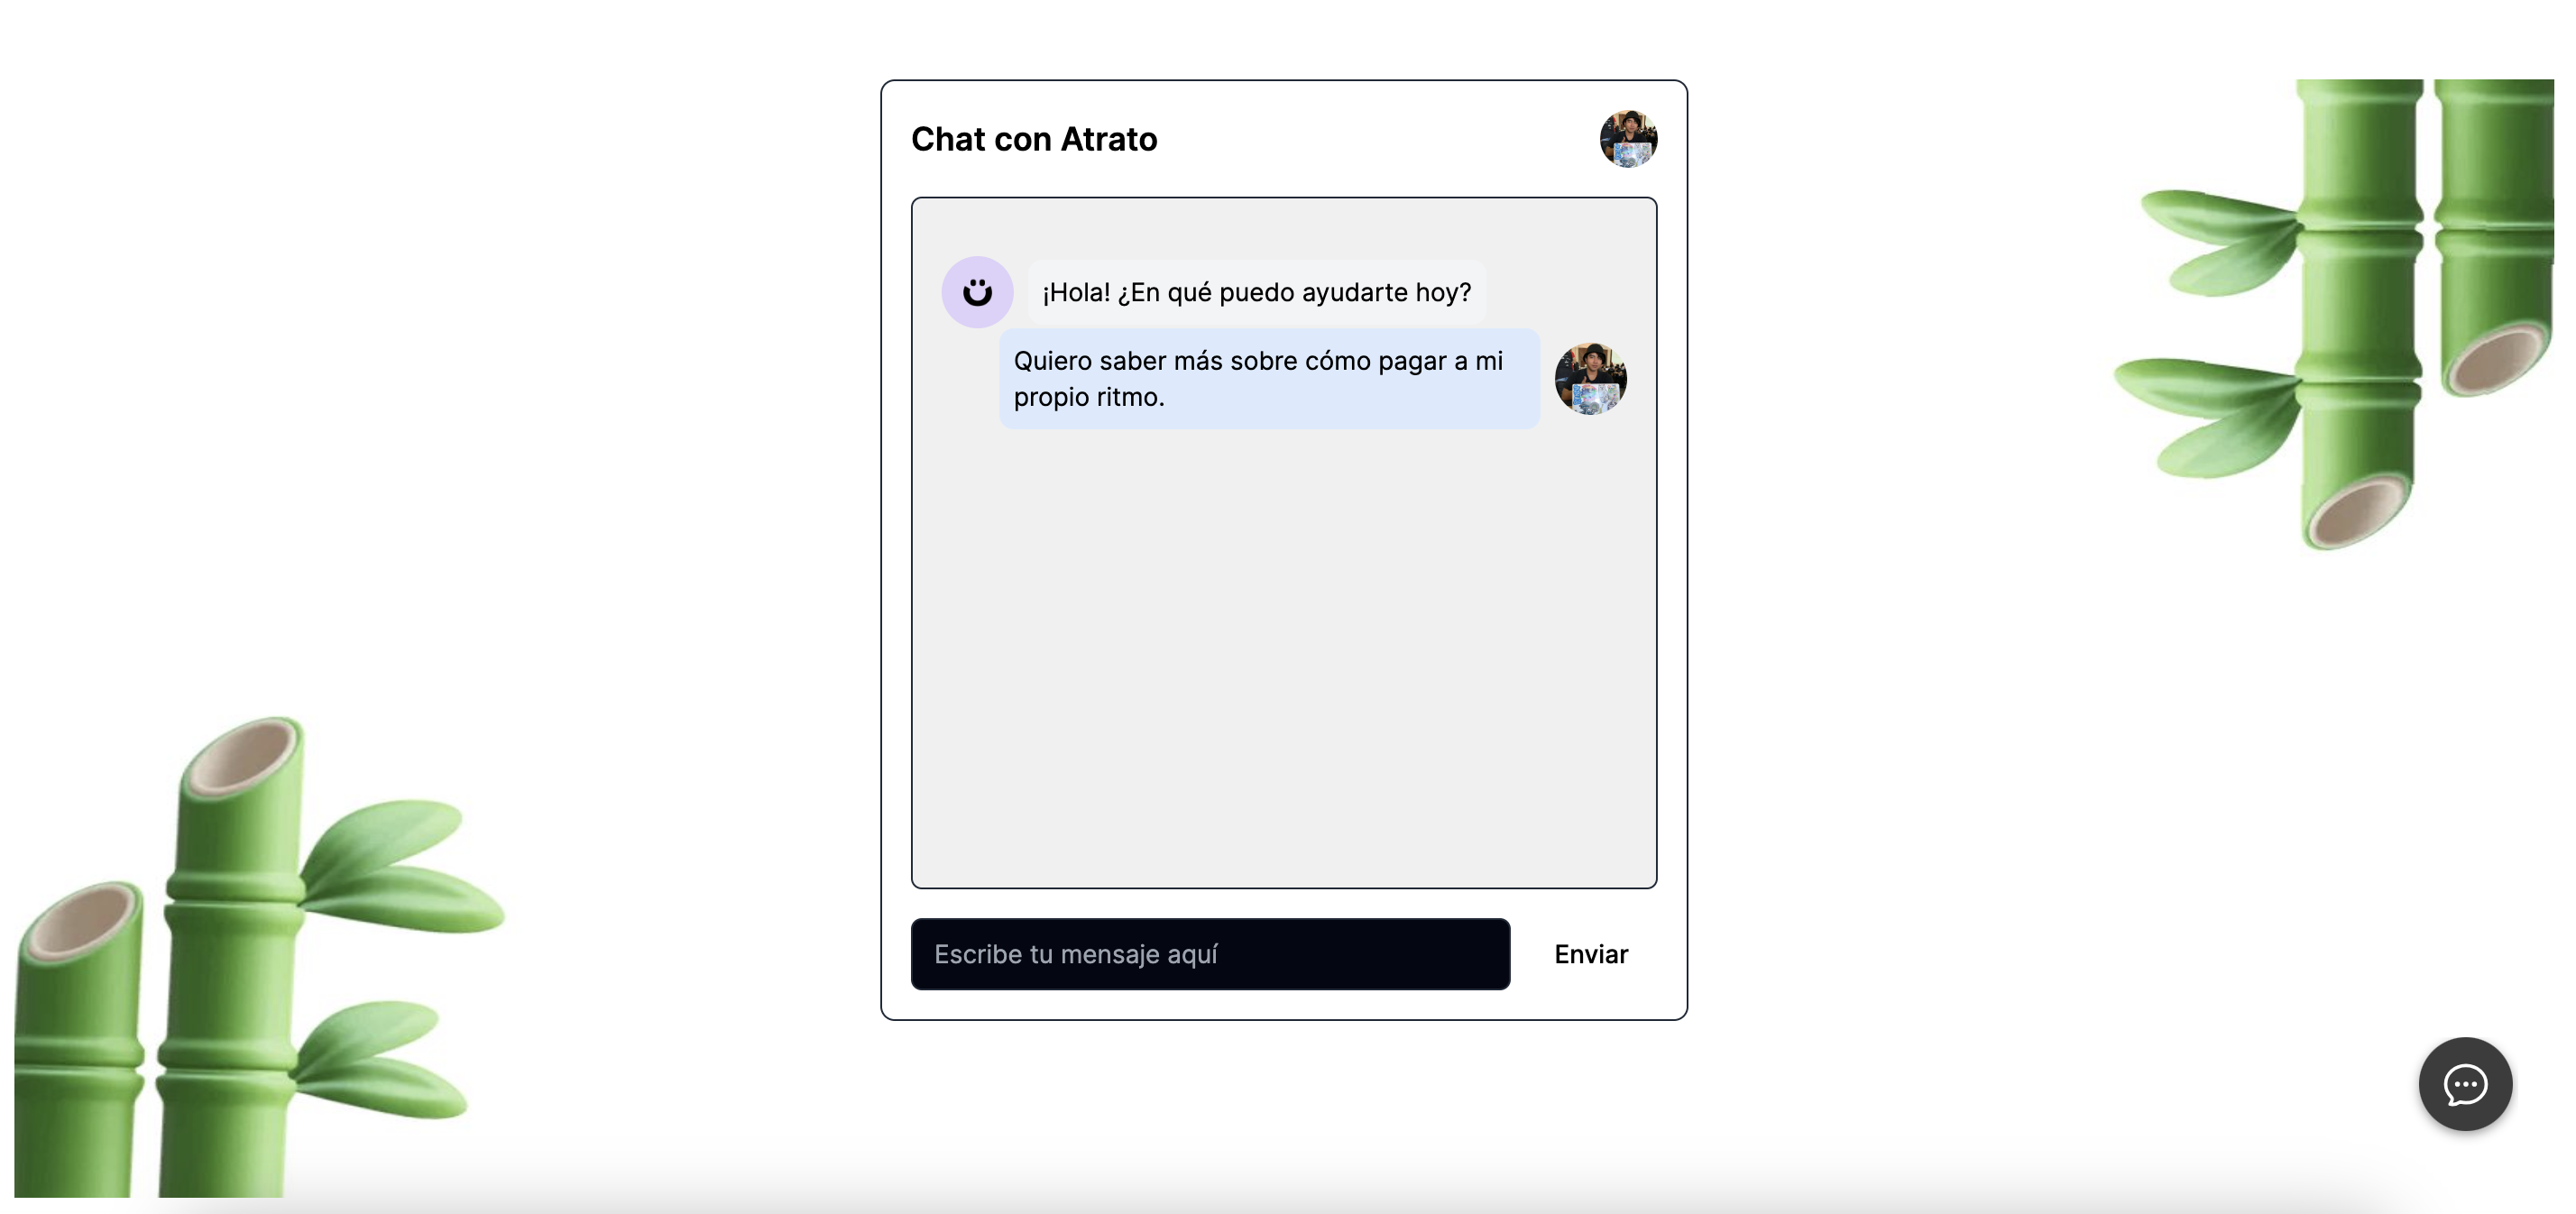 Chat con Atrato
¡Hola! ¿En qué puedo ayudarte hoy?
Quiero saber más sobre cómo pagar a mi
propio ritmo.
Escribe tu mensaje aquí
Enviar